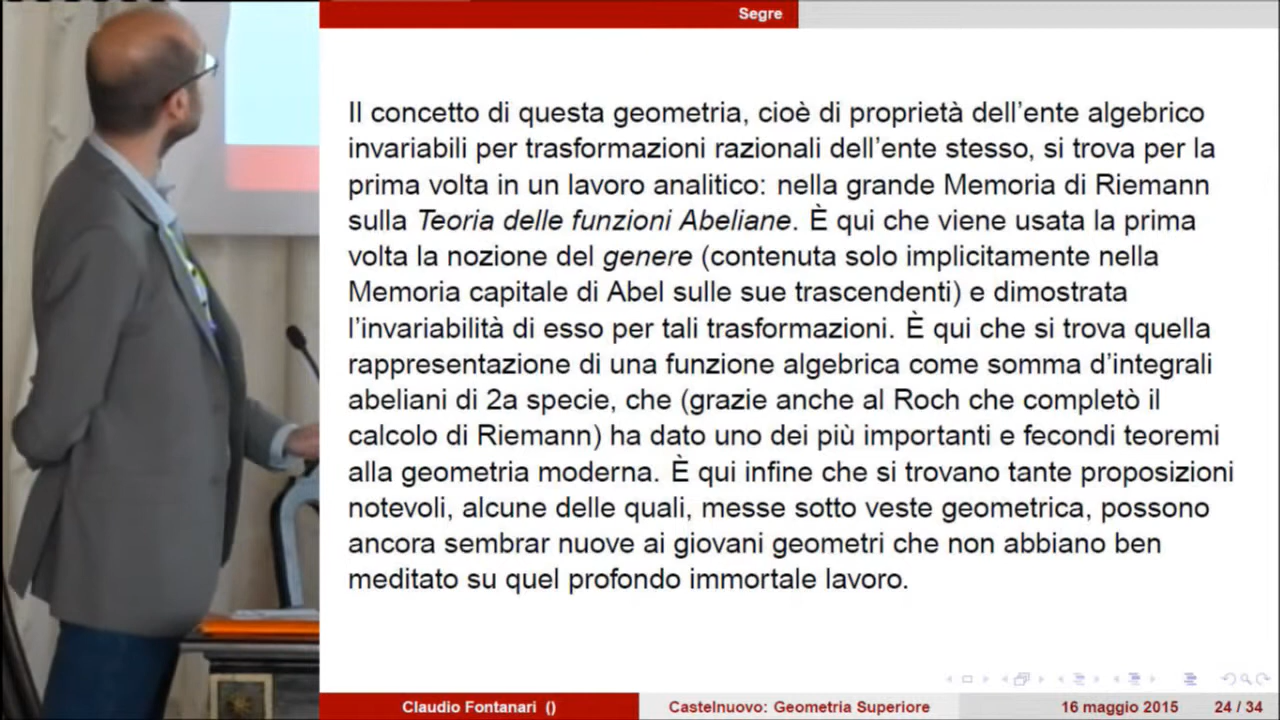 Segre
Il concetto di questa geometria, cioè di proprietà dell'ente algebrico
invariabili per trasformazioni razionali dell'ente stesso, si trova per la
prima volta in un lavoro analitico: nella grande Memoria di Riemann
sulla Teoria delle funzioni Abeliane. È qui che viene usata la prima
volta la nozione del genere (contenuta solo implicitamente nella
Memoria capitale di Abel sulle sue trascendenti) e dimostrata
l'invariabilità di esso per tali trasformazioni. È qui che si trova quella
rappresentazione di una funzione algebrica come somma d'integrali
abeliani di 2a specie, che (grazie anche al Roch che completò il
calcolo di Riemann) ha dato uno dei più importanti e fecondi teoremi
alla geometria moderna. È qui infine che si trovano tante proposizioni
notevoli, alcune delle quali, messe sotto veste geometrica, possono
ancora sembrar nuove ai giovani geometri che non abbiano ben
meditato su quel profondo immortale lavoro.
Claudio Fontanari ()
Castelnuovo: Geometria Superiore
16 maggio 2015
24 / 34